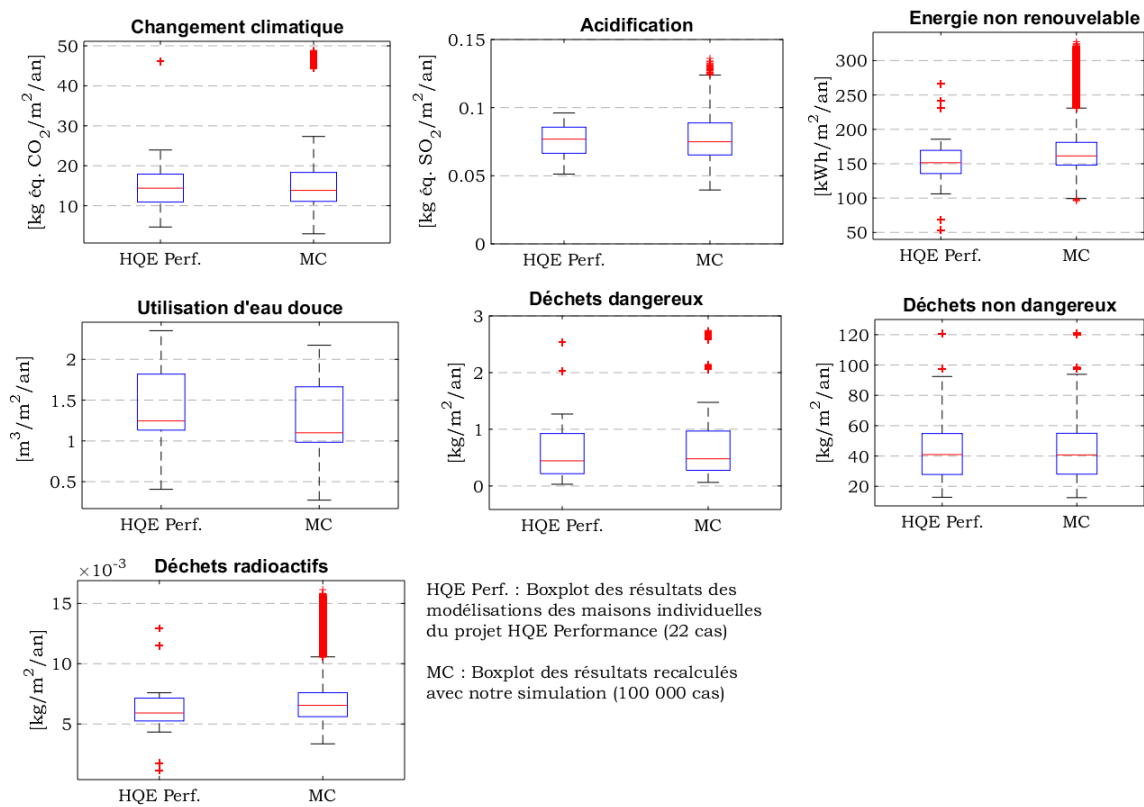 Changement climatique
[kg éq. CO2/m2/an]
50
40
30
20
10
HQE Perf.
MC
Acidification
[kg éq. SO2/m2/an]
0.15
0.1
0.05
0
HQE Perf.
MC
Energie non renouvelable
[kWh/m2/an]
300
250
200
150
100
50
HQE Perf.
MC
Utilisation d'eau douce
[m3/m2/an]
2
1.5
1
0.5
HQE Perf.
MC
Déchets dangereux
[kg/m2/an]
3
2
1
0
HQE Perf.
MC
Déchets non dangereux
[kg/m2/an]
120
100
80
60
40
20
HQE Perf.
MC
Déchets radioactifs
×10-3
[kg/m2/an]
15
10
5
HQE Perf.
MC
HQE Perf. : Boxplot des résultats des
modélisations des maisons individuelles
du projet HQE Performance (22 cas)
MC : Boxplot des résultats recalculés
avec notre simulation (100 000 cas)